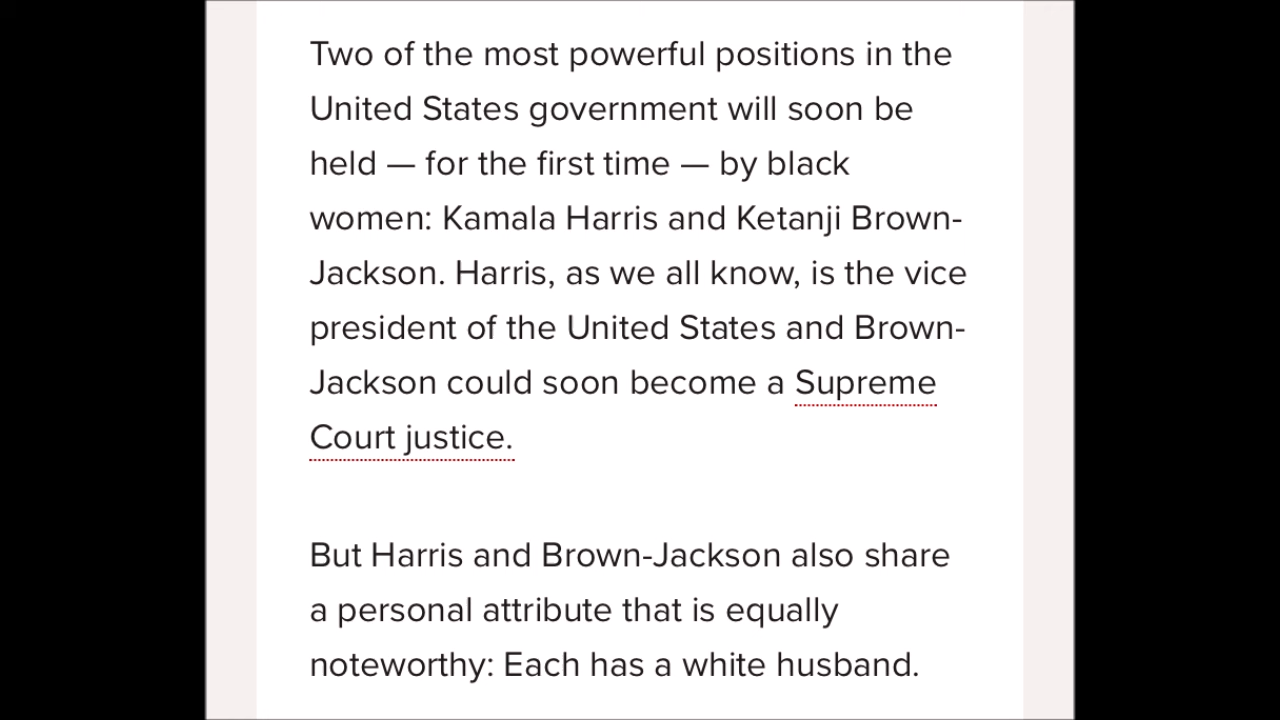 Two of the most powerful positions in the
United States government will soon be
held — for the first time — by black
women: Kamala Harris and Ketanji Brown-
Jackson. Harris, as we all know, is the vice
president of the United States and Brown-
Jackson could soon become a Supreme
Court justice.
But Harris and Brown-Jackson also share
a personal attribute that is equally
noteworthy: Each has a white husband.